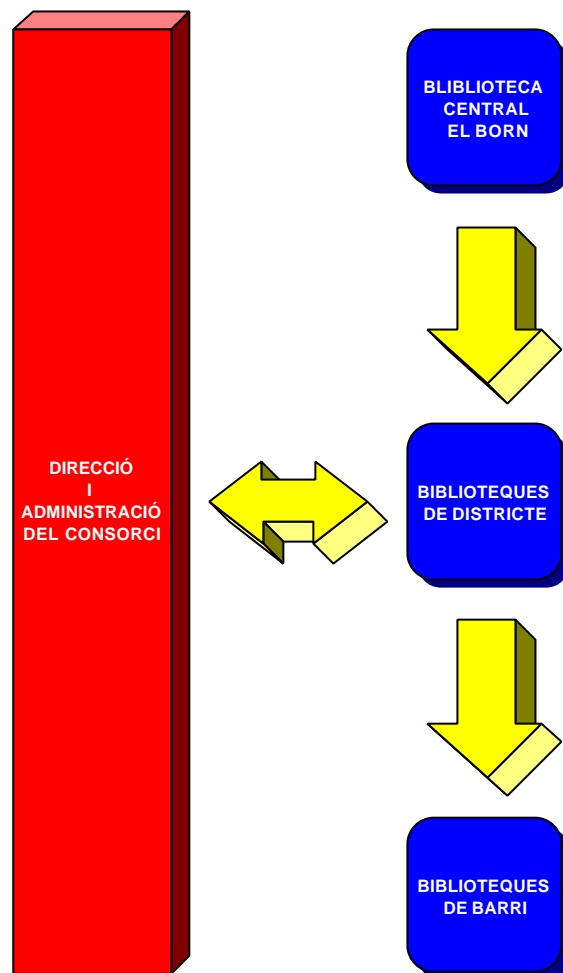 BLIBLIOTECA
CENTRAL
EL BORN
DIRECCIÓ
I
ADMINISTRACIÓ
DEL CONSORCI
BIBLIOTEQUES
DE DISTRICTE
BIBLIOTEQUES
DE BARRI